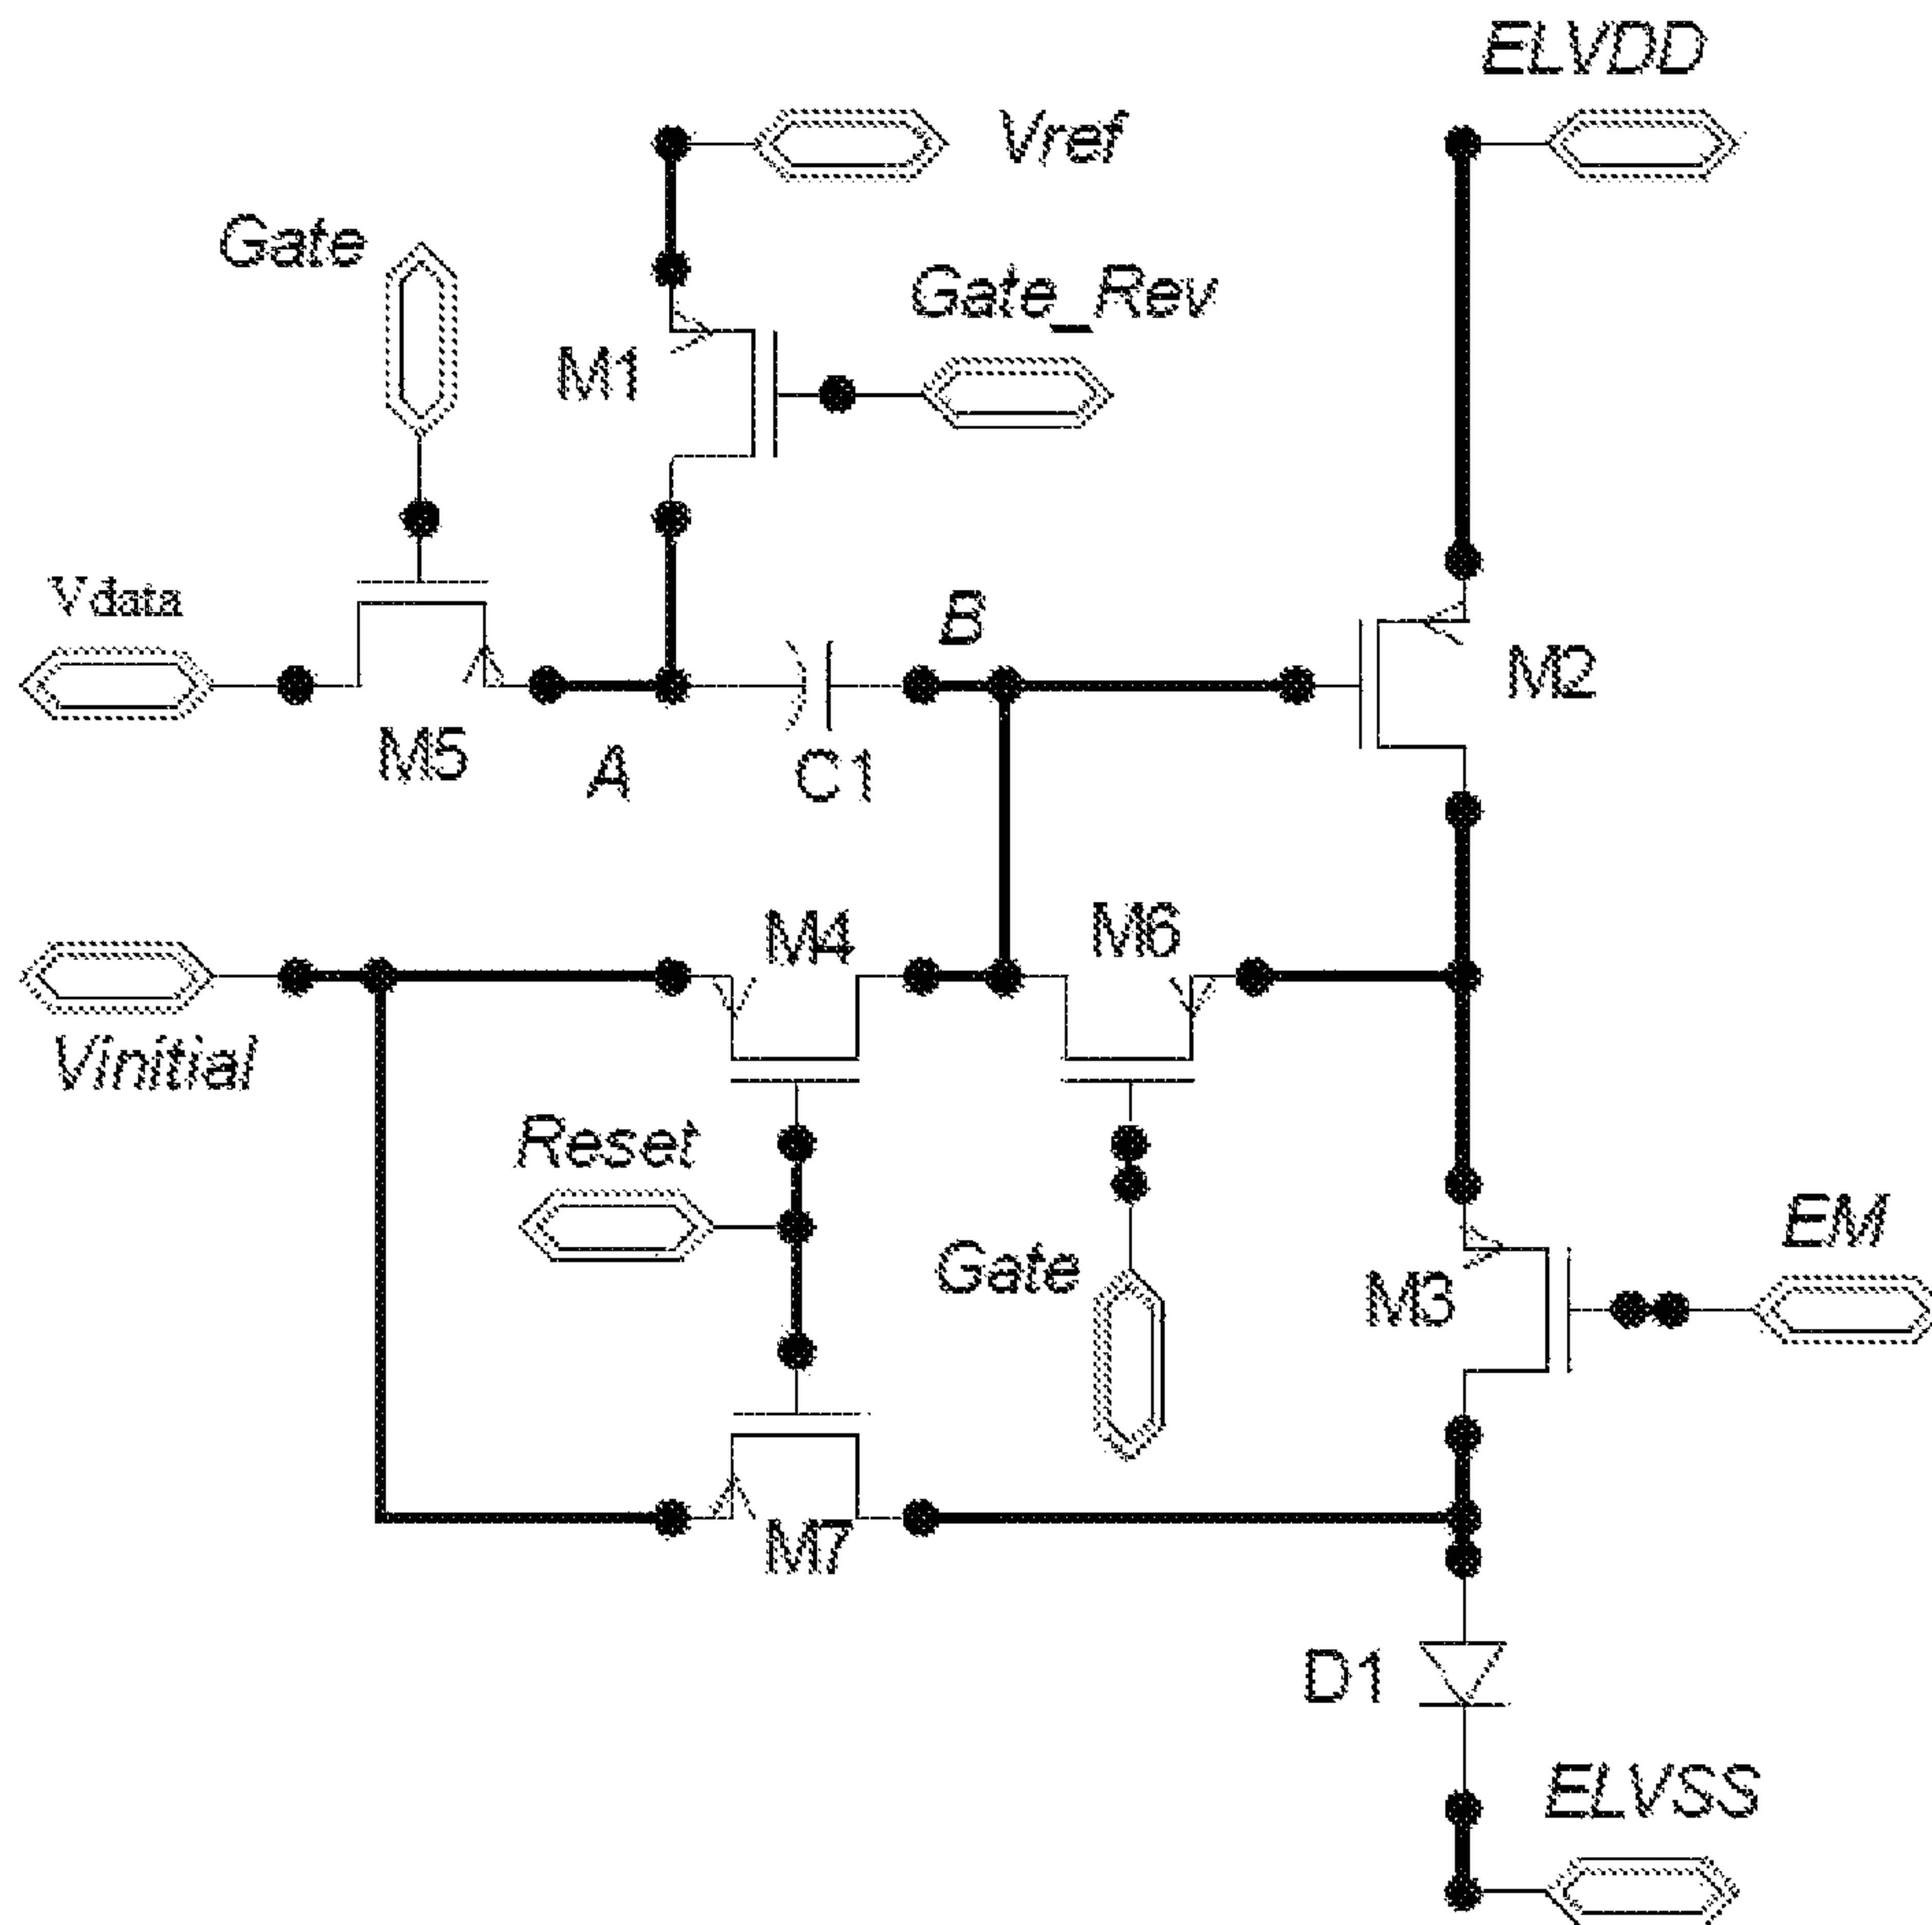 ELVDD
Vref
Gate
Gate_Rev
M1
Vdata
B
M2
M5
A
C1
M4
M6
Vinitial
Reset
EM
Gate
M3
M7
D1
ELVSS